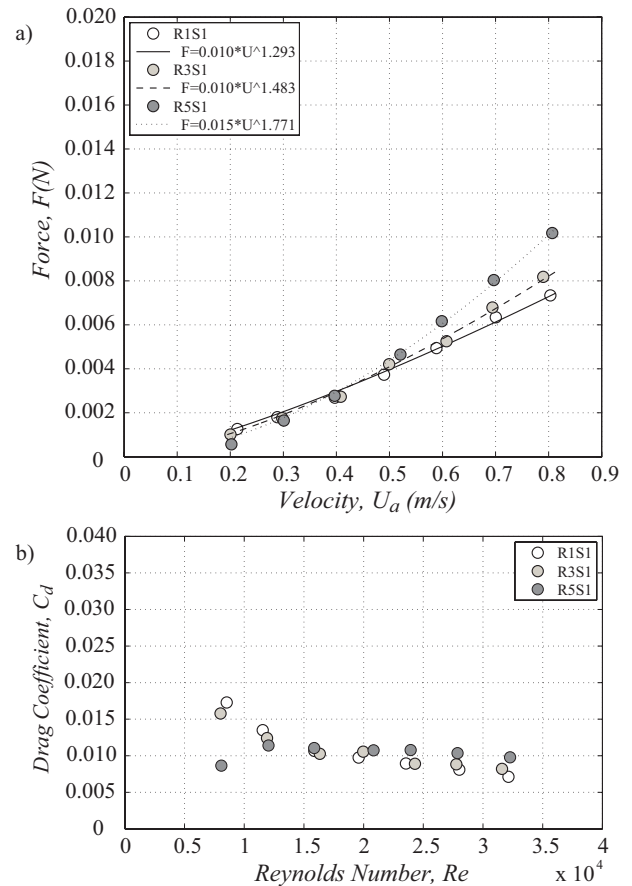 a)
0.020
0.018
0.016
0.014
0.012
0.010
0.008
0.006
0.004
0.002
0
Force, F(N)
R1S1
F=0.010*U^1.293
R3S1
F=0.010*U^1.483
R5S1
F=0.015*U^1.771
0 0.1 0.2 0.3 0.4 0.5 0.6 0.7 0.8 0.9
Velocity, U_a (m/s)
b)
0.040
0.035
0.030
0.025
0.020
0.015
0.010
0.005
0
Drag Coefficient, C_d
R1S1
R3S1
R5S1
0 0.5 1 1.5 2 2.5 3 3.5 4
Reynolds Number, Re
x 10^4